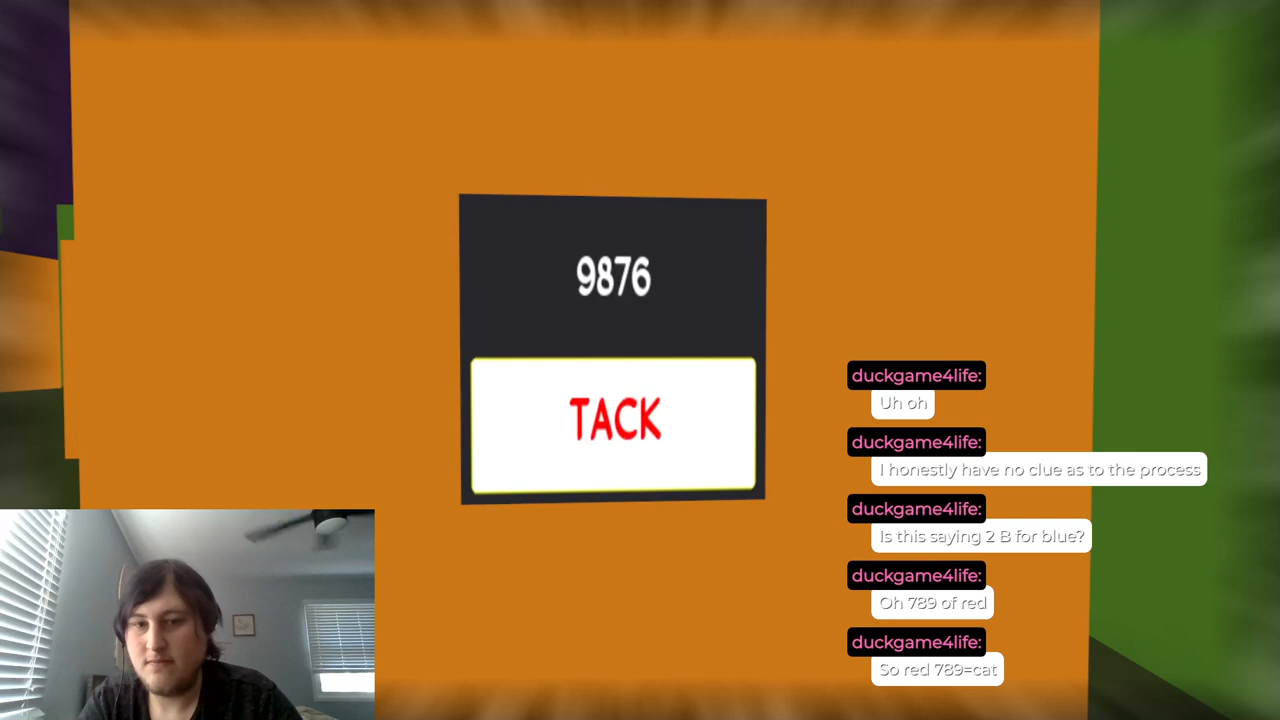 9876
TACK
duckgame4life:
Uh oh
duckgame4life:
I honestly have no clue as to the process
duckgame4life:
Is this saying 2 B for blue?
duckgame4life:
Oh 789 of red
duckgame4life:
So red 789=cat